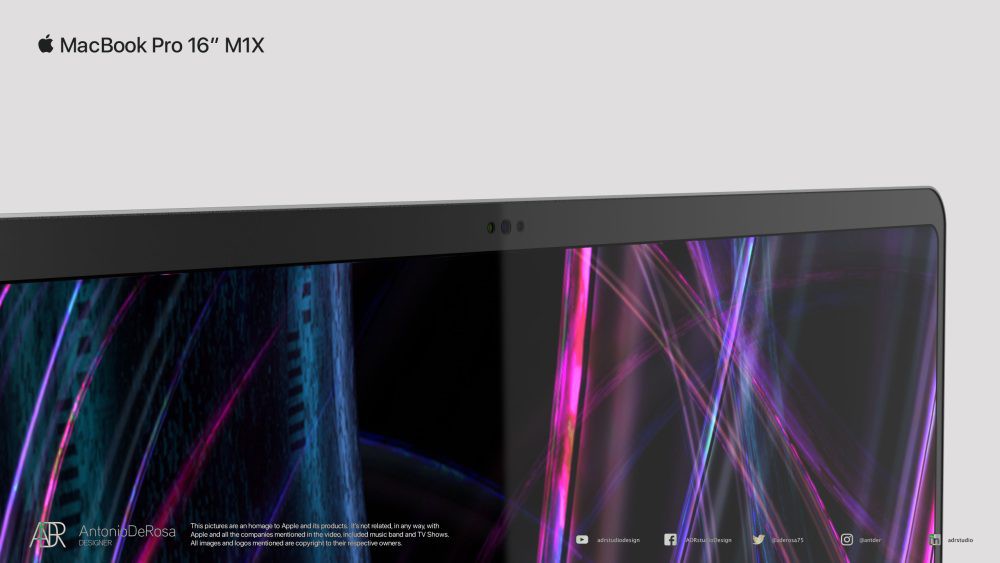 MacBook Pro 16” M1X
ADR
AntonioDeRosa
DESIGNER
This pictures are an homage to Apple and its products. It's not related, in any way, with
Apple and all the companies mentioned in the video, included music band and TV Shows.
All images and logos mentioned are copyright to their respective owners.
adrstudiodesign
ADRstudioDesign
@aderosa75
@antder
adrstudio